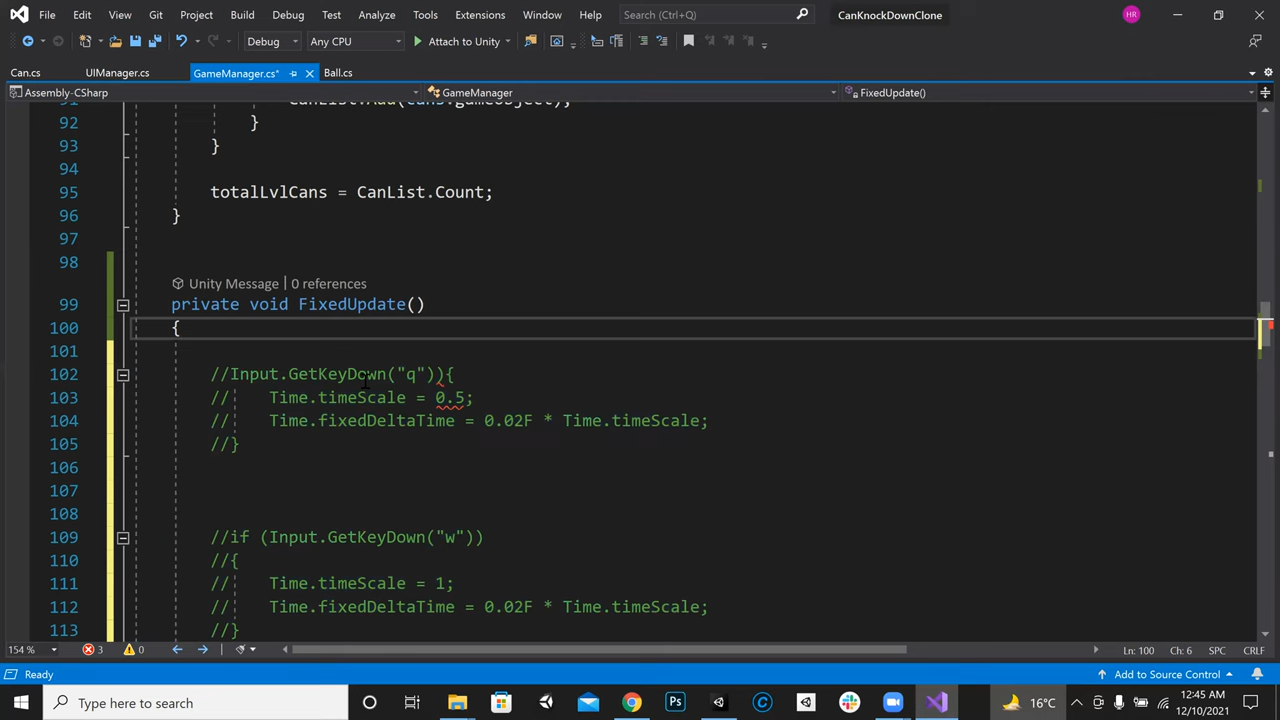 File Edit View Git Project Build Debug Test Analyze Tools Extensions Window Help Search (Ctrl+Q) CanKnockDownClone HR
Debug Any CPU Attach to Unity
Can.cs UIManager.cs GameManager.cs* Ball.cs
Assembly-CSharp GameManager FixedUpdate()
91 CanList.Add(cans.gameObject);
92 }
93 }
94
95 totalLvlCans = CanList.Count;
96 }
97
98
Unity Message | 0 references
99 private void FixedUpdate()
100 {
101
102 //Input.GetKeyDown("q")){
103 // Time.timeScale = 0.5;
104 // Time.fixedDeltaTime = 0.02F * Time.timeScale;
105 //}
106
107
108
109 //if (Input.GetKeyDown("w"))
110 //{
111 // Time.timeScale = 1;
112 // Time.fixedDeltaTime = 0.02F * Time.timeScale;
113 //}
154 % 3 0 Ln: 100 Ch: 6 SPC CRLF
Ready Add to Source Control
Type here to search Ps 16°C 12:45 AM
12/10/2021